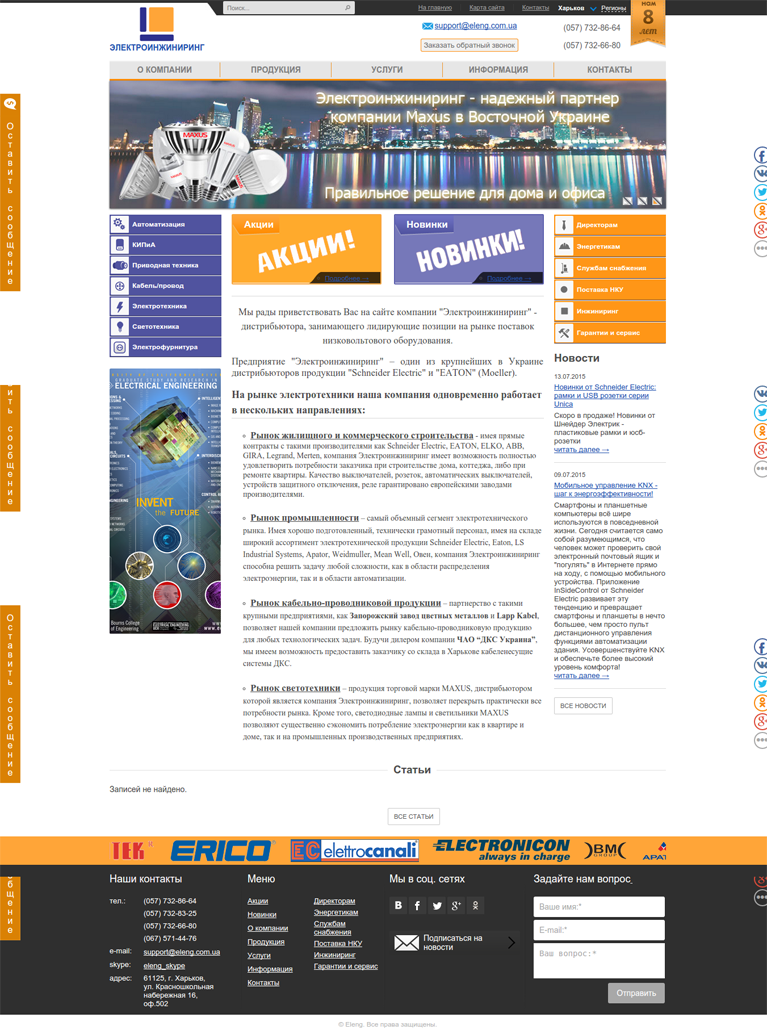 Поиск...
На главную
Карта сайта
Контакты
Харьков
Регионы
нам
8
лет
ЭЛЕКТРОИНЖИНИРИНГ
support@eleng.com.ua
Заказать обратный звонок
(057) 732-86-64
(057) 732-66-80
О КОМПАНИИ
ПРОДУКЦИЯ
УСЛУГИ
ИНФОРМАЦИЯ
КОНТАКТЫ
Электроинжиниринг - надежный партнер
компании Maxus в Восточной Украине
MAXUS
Правильное решение для дома и офиса
Оставить сообщение
Автоматизация
КИПиА
Приводная техника
Кабель/провод
Электротехника
Светотехника
Электрофурнитура
ELECTRICAL ENGINEERING
INVENT
the FUTURE
Bourns College
of Engineering
Акции
АКЦИИ!
Подробнее →
Новинки
НОВИНКИ!
Подробнее →
Мы рады приветствовать Вас на сайте компании "Электроинжиниринг" -
дистрибьютора, занимающего лидирующие позиции на рынке поставок
низковольтового оборудования.
Предприятие "Электроинжиниринг" – один из крупнейших в Украине
дистрибьюторов продукции "Schneider Electric" и "EATON" (Moeller).
На рынке электротехники наша компания одновременно работает
в нескольких направлениях:
Рынок жилищного и коммерческого строительства - имея прямые
контракты с такими производителями как Schneider Electric, EATON, ELKO, ABB,
GIRA, Legrand, Merten, компания Электроинжиниринг имеет возможность полностью
удовлетворить потребности заказчика при строительстве дома, коттеджа, либо при
ремонте квартиры. Качество выключателей, розеток, автоматических выключателей,
устройств защитного отключения, реле гарантировано европейскими заводами
производителями.
Рынок промышленности – самый объемный сегмент электротехнического
рынка. Имея хорошо подготовленный, технически грамотный персонал, имея на складе
широкий ассортимент электротехнической продукции Schneider Electric, Eaton, LS
Industrial Systems, Apator, Weidmuller, Mean Well, Овен, компания Электроинжиниринг
способна решить задачу любой сложности, как в области распределения
электроэнергии, так и в области автоматизации.
Рынок кабельно-проводниковой продукции – партнерство с такими
крупными предприятиями, как Запорожский завод цветных металлов и Lapp Kabel,
позволяет нашей компании предложить рынку кабельно-проводниковую продукцию
для любых технологических задач. Будучи дилером компании ЧАО “ДКС Украина”,
мы имеем возможность предоставить заказчику со склада в Харькове кабеленесущие
системы ДКС.
Рынок светотехники – продукция торговой марки MAXUS, дистрибьютором
которой является компания Электроинжиниринг, позволяет перекрыть практически все
потребности рынка. Кроме того, светодиодные лампы и светильники MAXUS
позволяют существенно сэкономить потребление электроэнергии как в квартире и
доме, так и на промышленных производственных предприятиях.
Директорам
Энергетикам
Службам снабжения
Поставка НКУ
Инжиниринг
Гарантии и сервис
Новости
13.07.2015
Новинки от Schneider Electric:
рамки и USB розетки серии
Unica
Скоро в продаже! Новинки от
Шнейдер Электрик -
пластиковые рамки и юсб-
розетки
читать далее →
09.07.2015
Мобильное управление KNX -
шаг к энергоэффективности!
Смартфоны и планшетные
компьютеры всё шире
используются в повседневной
жизни. Сегодня считается само
собой разумеющимся, что
человек может проверить свой
электронный почтовый ящик и
"погулять" в Интернете прямо
на ходу, с помощью мобильного
устройства. Приложение
InSideControl от Schneider
Electric развивает эту
тенденцию и превращает
смартфоны и планшеты в нечто
большее, чем просто пульт
дистанционного управления
функциями автоматизации
здания. Усовершенствуйте KNX
и обеспечьте более высокий
уровень комфорта!
читать далее →
ВСЕ НОВОСТИ
ить сообщение
Оставить сообщение
Статьи
Записей не найдено.
ВСЕ СТАТЬИ
ТЕК
ERICO
EC elettrocanali
ELECTRONICON
always in charge
BMC
GROUP
APAT
бщение
Наши контакты
тел.:
(057) 732-86-64
(057) 732-83-25
(057) 732-66-80
(067) 571-44-76
e-mail:
support@eleng.com.ua
skype:
eleng_skype
адрес:
61125, г. Харьков,
ул. Красношкольная
набережная 16,
оф.502
Меню
Акции
Новинки
О компании
Продукция
Услуги
Информация
Контакты
Директорам
Энергетикам
Службам
снабжения
Поставка НКУ
Инжиниринг
Гарантии и сервис
Мы в соц. сетях
Подписаться на
новости
Задайте нам вопрос
Ваше имя:*
E-mail:*
Ваш вопрос:*
Отправить
© Eleng. Все права защищены.